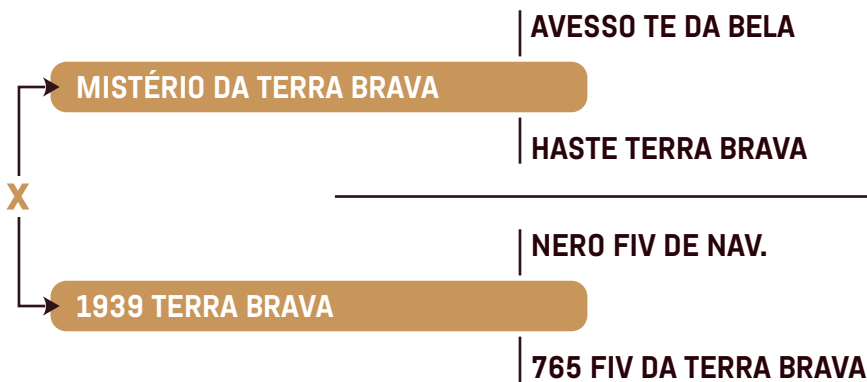 AVESSO TE DA BELA
MISTÉRIO DA TERRA BRAVA
HASTE TERRA BRAVA
X
NERO FIV DE NAV.
1939 TERRA BRAVA
765 FIV DA TERRA BRAVA